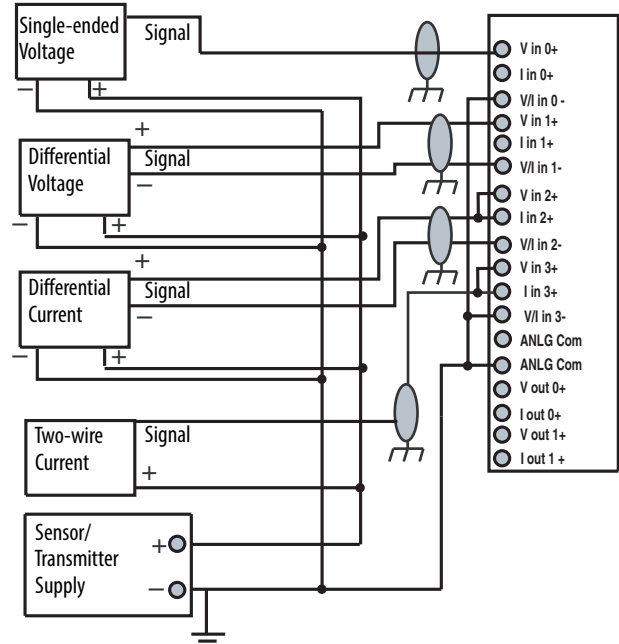 Single-ended
Voltage
Signal
− +
+
Differential
Voltage
Signal
−
− +
+
Differential
Current
Signal
−
− +
Two-wire
Current
Signal
+
Sensor/
Transmitter
Supply
+
−
V in 0+
I in 0+
V/I in 0 -
V in 1+
I in 1+
V/I in 1-
V in 2+
I in 2+
V/I in 2-
V in 3+
I in 3+
V/I in 3-
ANLG Com
ANLG Com
V out 0+
I out 0+
V out 1+
I out 1 +